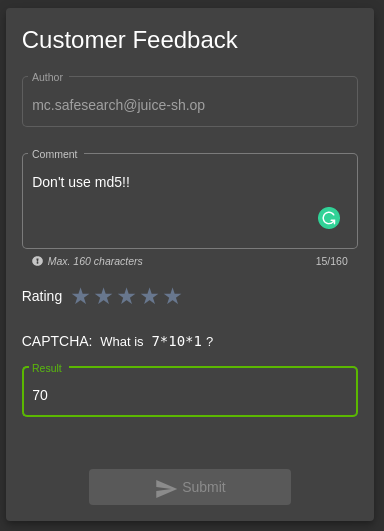 Customer Feedback
Author
mc.safesearch@juice-sh.op
Comment
Don't use md5!!
Max. 160 characters 15/160
Rating
CAPTCHA: What is 7*10*1 ?
Result
70
Submit